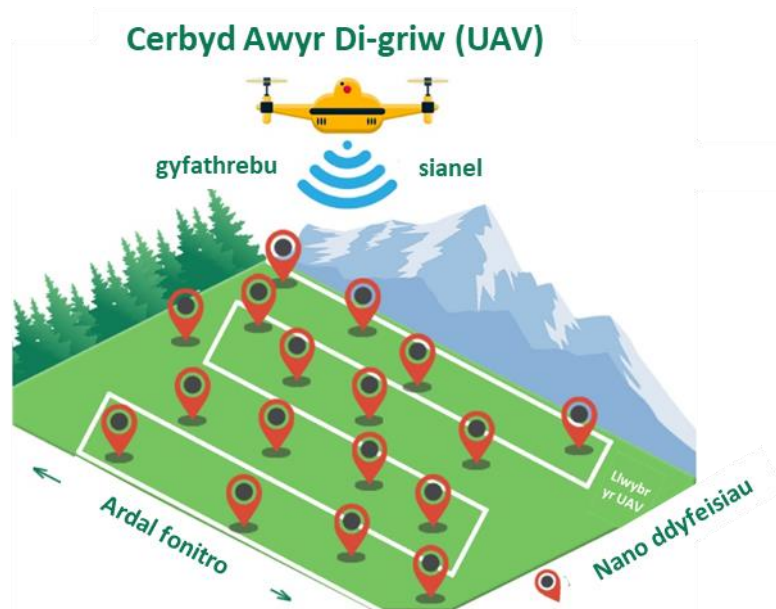 Cerbyd Awyr Di-griw (UAV)
gyfathrebu
sianel
Llwybr
yr UAV
Ardal fonitro
Nano ddyfeisiau